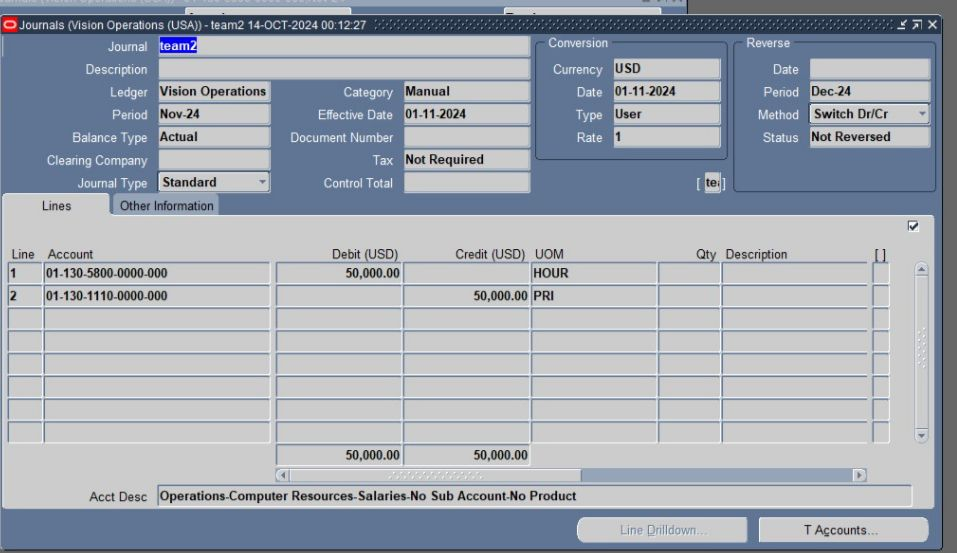 Journals (Vision Operations (USA)) - team2 14-OCT-2024 00:12:27
Journal team2
Conversion
Reverse
Description
Currency USD
Date
Ledger Vision Operations
Category Manual
Date 01-11-2024
Period Dec-24
Period Nov-24
Effective Date 01-11-2024
Type User
Method Switch Dr/Cr
Balance Type Actual
Document Number
Rate 1
Status Not Reversed
Clearing Company
Tax Not Required
Journal Type Standard
Control Total
[ te ]
Lines
Other Information
Line Account Debit (USD) Credit (USD) UOM Qty Description [ ]
1 01-130-5800-0000-000 50,000.00 HOUR
2 01-130-1110-0000-000 50,000.00 PRI
50,000.00 50,000.00
Acct Desc Operations-Computer Resources-Salaries-No Sub Account-No Product
Line Drilldown...
T Accounts...